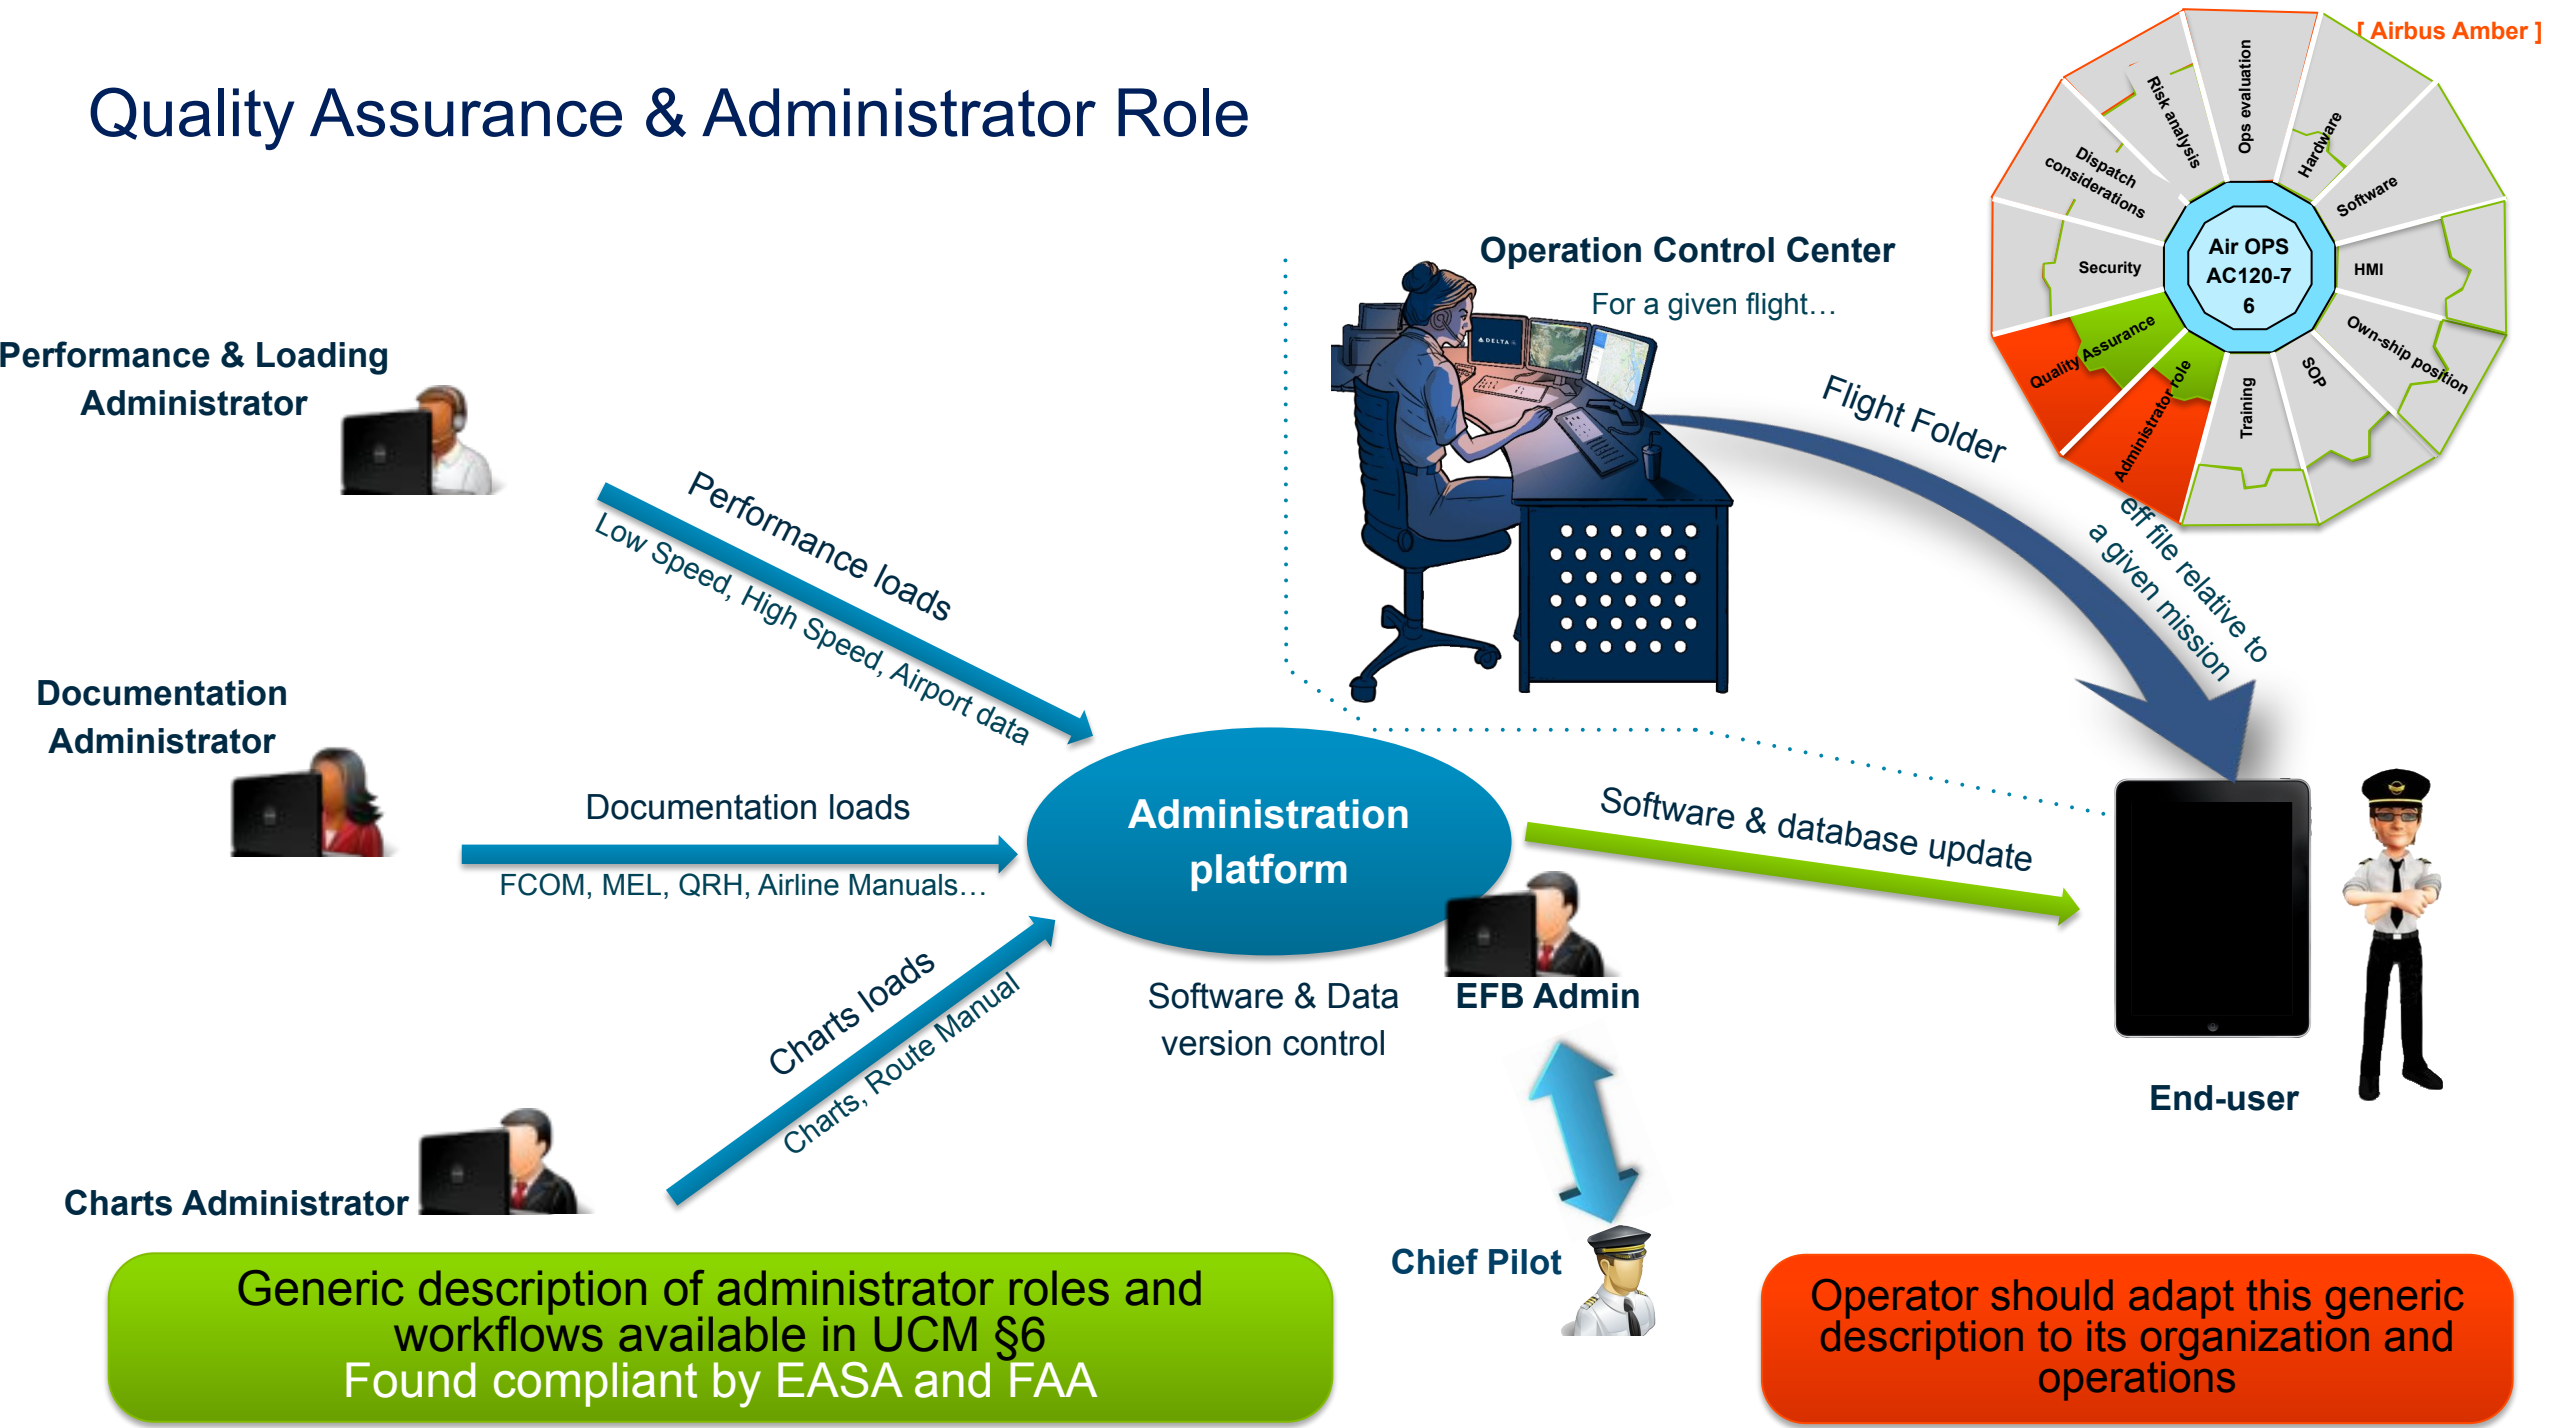 [ Airbus Amber ]
Quality Assurance & Administrator Role
Ops evaluation
Hardware
Software
HMI
Own-ship position
SOP
Training
Administrator role
Quality Assurance
Security
Dispatch
considerations
Risk analysis
Air OPS
AC120-7
6
Operation Control Center
For a given flight…
DELTA
Flight Folder
eff file relative to
a given mission
Performance & Loading
Administrator
Performance loads
Low Speed, High Speed, Airport data
Documentation
Administrator
Documentation loads
FCOM, MEL, QRH, Airline Manuals…
Administration
platform
Software & database update
Charts loads
Charts, Route Manual
Software & Data
version control
EFB Admin
End-user
Charts Administrator
Chief Pilot
Generic description of administrator roles and
workflows available in UCM §6
Found compliant by EASA and FAA
Operator should adapt this generic
description to its organization and
operations